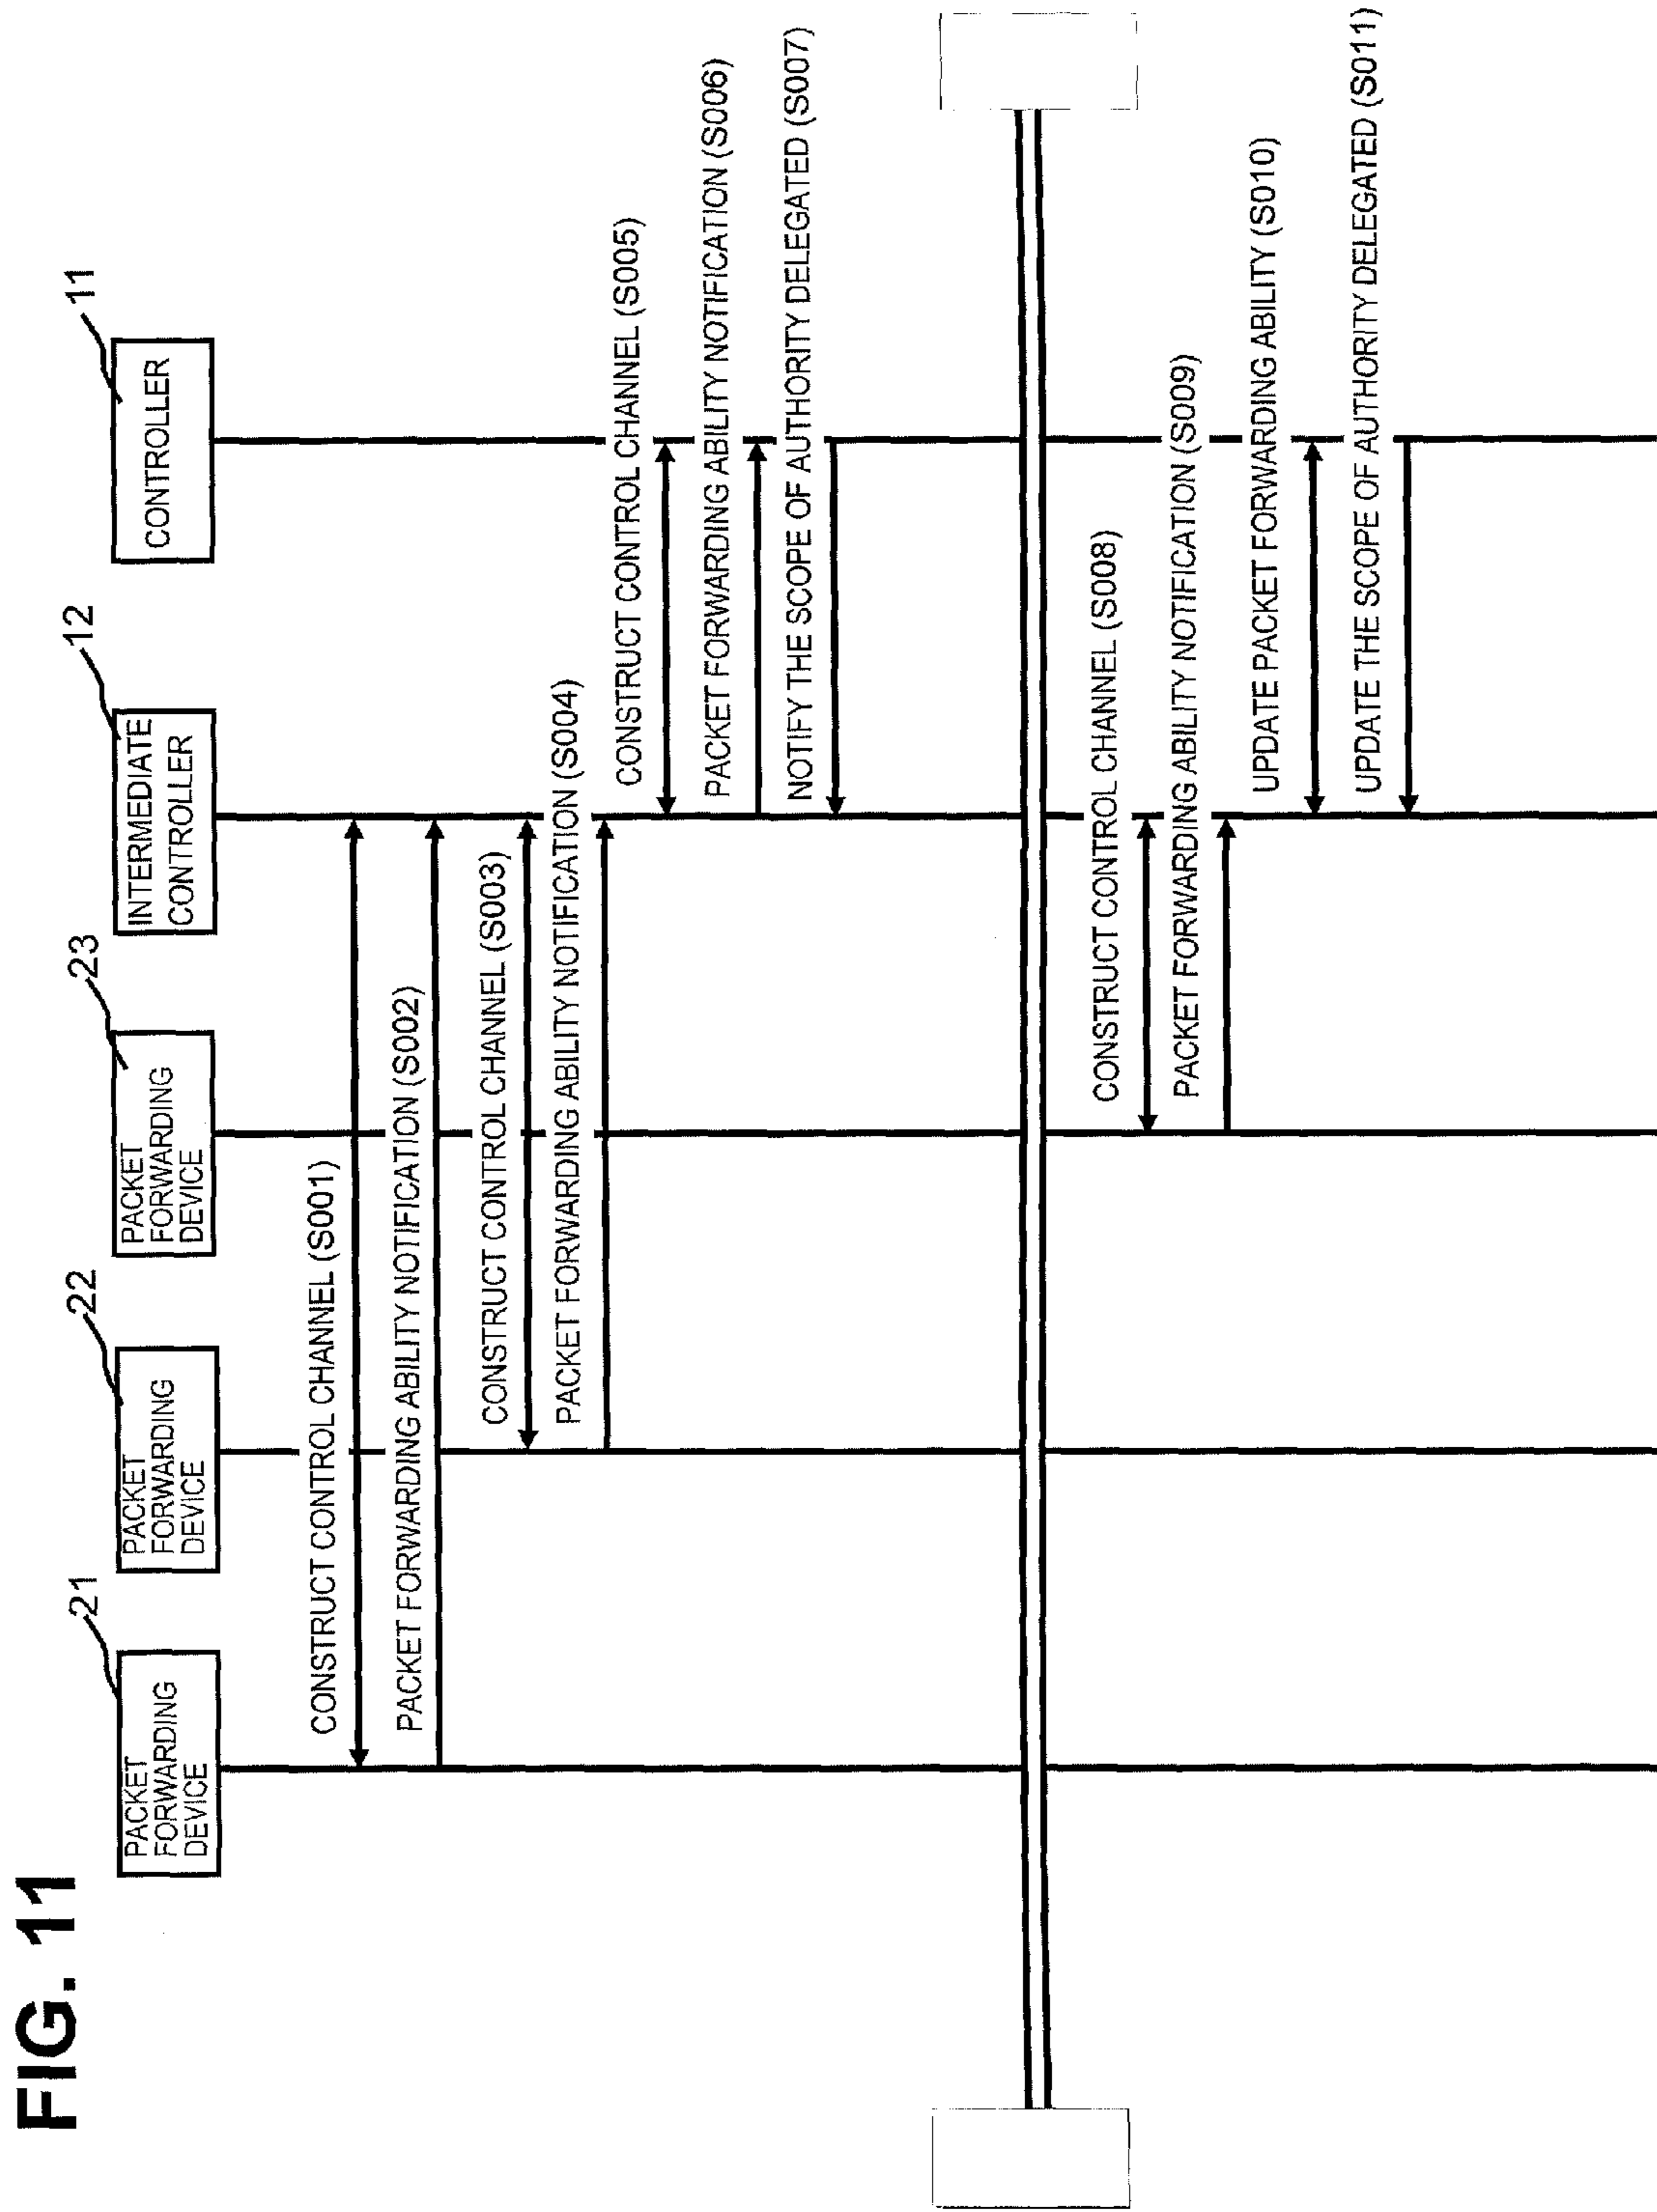 FIG. 11
21
PACKET
FORWARDING
DEVICE
22
PACKET
FORWARDING
DEVICE
23
PACKET
FORWARDING
DEVICE
12
INTERMEDIATE
CONTROLLER
11
CONTROLLER
CONSTRUCT CONTROL CHANNEL (S001)
PACKET FORWARDING ABILITY NOTIFICATION (S002)
CONSTRUCT CONTROL CHANNEL (S003)
PACKET FORWARDING ABILITY NOTIFICATION (S004)
CONSTRUCT CONTROL CHANNEL (S005)
PACKET FORWARDING ABILITY NOTIFICATION (S006)
NOTIFY THE SCOPE OF AUTHORITY DELEGATED (S007)
CONSTRUCT CONTROL CHANNEL (S008)
PACKET FORWARDING ABILITY NOTIFICATION (S009)
UPDATE PACKET FORWARDING ABILITY (S010)
UPDATE THE SCOPE OF AUTHORITY DELEGATED (S011)